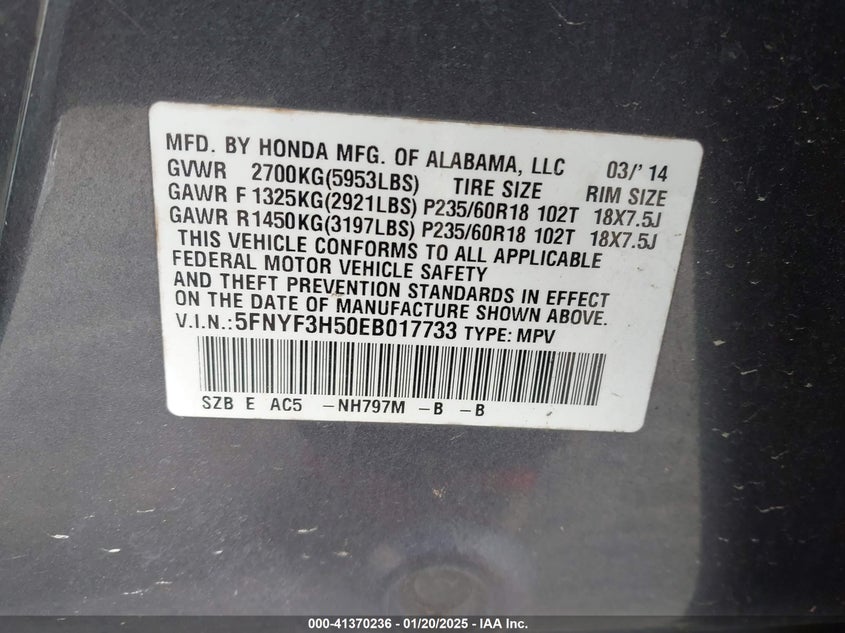 MFD. BY HONDA MFG. OF ALABAMA, LLC 03/' 14
GVWR 2700KG(5953LBS) TIRE SIZE RIM SIZE
GAWR F 1325KG(2921LBS) P235/60R18 102T 18X7.5J
GAWR R1450KG(3197LBS) P235/60R18 102T 18X7.5J
THIS VEHICLE CONFORMS TO ALL APPLICABLE
FEDERAL MOTOR VEHICLE SAFETY
AND THEFT PREVENTION STANDARDS IN EFFECT
ON THE DATE OF MANUFACTURE SHOWN ABOVE.
V.I.N.:5FNYF3H50EB017733 TYPE: MPV
SZB E AC5 –NH797M –B –B
000-41370236 - 01/20/2025 - IAA Inc.